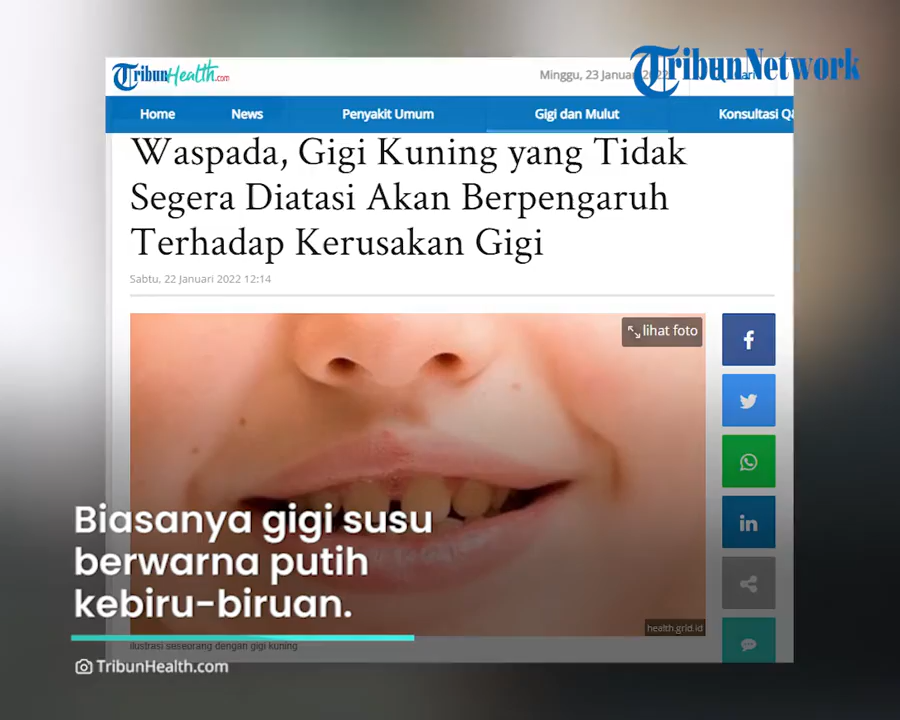 TribunHealth.com
Minggu, 23 Janua
TribunNetwork
Home News Penyakit Umum Gigi dan Mulut Konsultasi Q&
Waspada, Gigi Kuning yang Tidak
Segera Diatasi Akan Berpengaruh
Terhadap Kerusakan Gigi
Sabtu, 22 Januari 2022 12:14
lihat foto
Biasanya gigi susu
berwarna putih
kebiru-biruan.
health.grid.id
ilustrasi seseorang dengan gigi kuning
TribunHealth.com